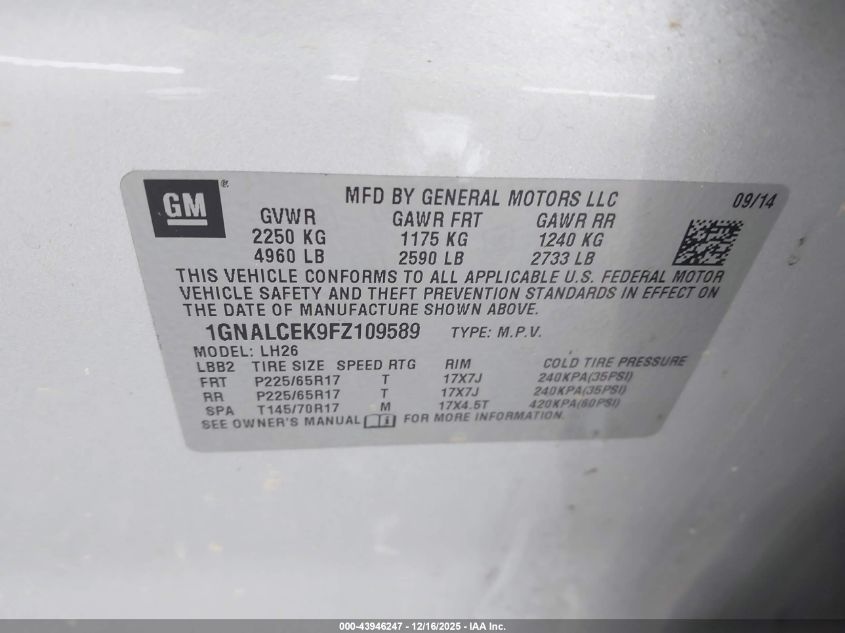 GM®
MFD BY GENERAL MOTORS LLC 09/14
GVWR GAWR FRT GAWR RR
2250 KG 1175 KG 1240 KG
4960 LB 2590 LB 2733 LB
THIS VEHICLE CONFORMS TO ALL APPLICABLE U.S. FEDERAL MOTOR
VEHICLE SAFETY AND THEFT PREVENTION STANDARDS IN EFFECT ON
THE DATE OF MANUFACTURE SHOWN ABOVE.
1GNALCEK9FZ109589 TYPE: M.P.V.
MODEL: LH26
LBB2 TIRE SIZE SPEED RTG RIM COLD TIRE PRESSURE
FRT P225/65R17 T 17X7J 240KPA(35PSI)
RR P225/65R17 T 17X7J 240KPA(35PSI)
SPA T145/70R17 M 17X4.5T 420KPA(60PSI)
SEE OWNER'S MANUAL FOR MORE INFORMATION.
000-43946247 - 12/16/2025 - IAA Inc.